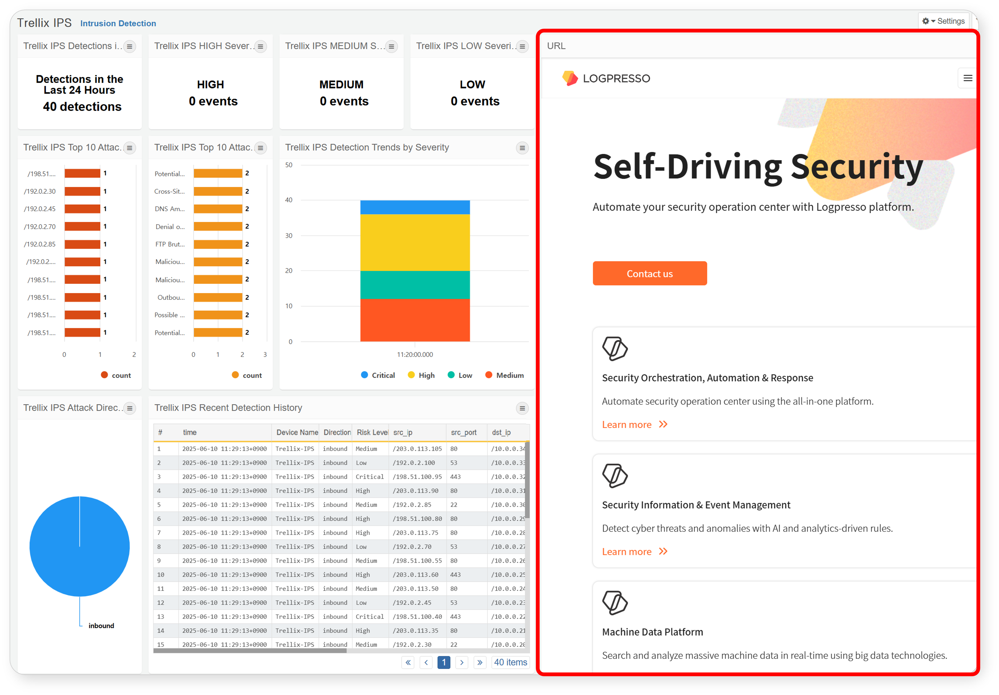 Trellix IPS Intrusion Detection
Settings
Trellix IPS Detections i...
Detections in the
Last 24 Hours
40 detections
Trellix IPS HIGH Sever...
HIGH
0 events
Trellix IPS MEDIUM S...
MEDIUM
0 events
Trellix IPS LOW Severi...
LOW
0 events
Trellix IPS Top 10 Attac...
/198.51.... 1
/192.0.2.30 1
/192.0.2.45 1
/192.0.2.70 1
/192.0.2.85 1
/192.0.2.... 1
/198.51.... 1
/198.51.... 1
/198.51.... 1
/198.51.... 1
0 1 2
count
Trellix IPS Top 10 Attac...
Potential... 2
Cross-Sit... 2
DNS Am... 2
Denial o... 2
FTP Brut... 2
Maliciou... 2
Maliciou... 2
Outbou... 2
Possible ... 2
Potential... 2
0 1 2 3
count
Trellix IPS Detection Trends by Severity
50
40
30
20
10
0
11:20:00.000
Critical High Low Medium
Trellix IPS Attack Direc...
inbound
Trellix IPS Recent Detection History
# time Device Name Direction Risk Level src_ip src_port dst_ip
1 2025-06-10 11:29:13+0900 Trellix-IPS inbound Medium /203.0.113.105 80 /10.0.0.34
2 2025-06-10 11:29:13+0900 Trellix-IPS inbound Low /192.0.2.100 53 /10.0.0.33
3 2025-06-10 11:29:13+0900 Trellix-IPS inbound Critical /198.51.100.95 443 /10.0.0.32
4 2025-06-10 11:29:13+0900 Trellix-IPS inbound High /203.0.113.90 80 /10.0.0.31
5 2025-06-10 11:29:13+0900 Trellix-IPS inbound Medium /192.0.2.85 22 /10.0.0.30
6 2025-06-10 11:29:13+0900 Trellix-IPS inbound High /198.51.100.80 80 /10.0.0.29
7 2025-06-10 11:29:13+0900 Trellix-IPS inbound High /203.0.113.75 80 /10.0.0.28
8 2025-06-10 11:29:13+0900 Trellix-IPS inbound Low /192.0.2.70 53 /10.0.0.27
9 2025-06-10 11:29:13+0900 Trellix-IPS inbound Medium /198.51.100.55 80 /10.0.0.26
10 2025-06-10 11:29:13+0900 Trellix-IPS inbound High /203.0.113.60 443 /10.0.0.25
11 2025-06-10 11:29:13+0900 Trellix-IPS inbound Medium /203.0.113.50 80 /10.0.0.24
12 2025-06-10 11:29:13+0900 Trellix-IPS inbound Low /192.0.2.45 53 /10.0.0.23
13 2025-06-10 11:29:13+0900 Trellix-IPS inbound Critical /198.51.100.40 443 /10.0.0.22
14 2025-06-10 11:29:13+0900 Trellix-IPS inbound High /203.0.113.35 80 /10.0.0.21
15 2025-06-10 11:29:13+0900 Trellix-IPS inbound Medium /192.0.2.30 22 /10.0.0.20
« ‹ 1 › » 40 items
URL
LOGPRESSO
Self-Driving Security
Automate your security operation center with Logpresso platform.
Contact us
Security Orchestration, Automation & Response
Automate security operation center using the all-in-one platform.
Learn more
Security Information & Event Management
Detect cyber threats and anomalies with AI and analytics-driven rules.
Learn more
Machine Data Platform
Search and analyze massive machine data in real-time using big data technologies.